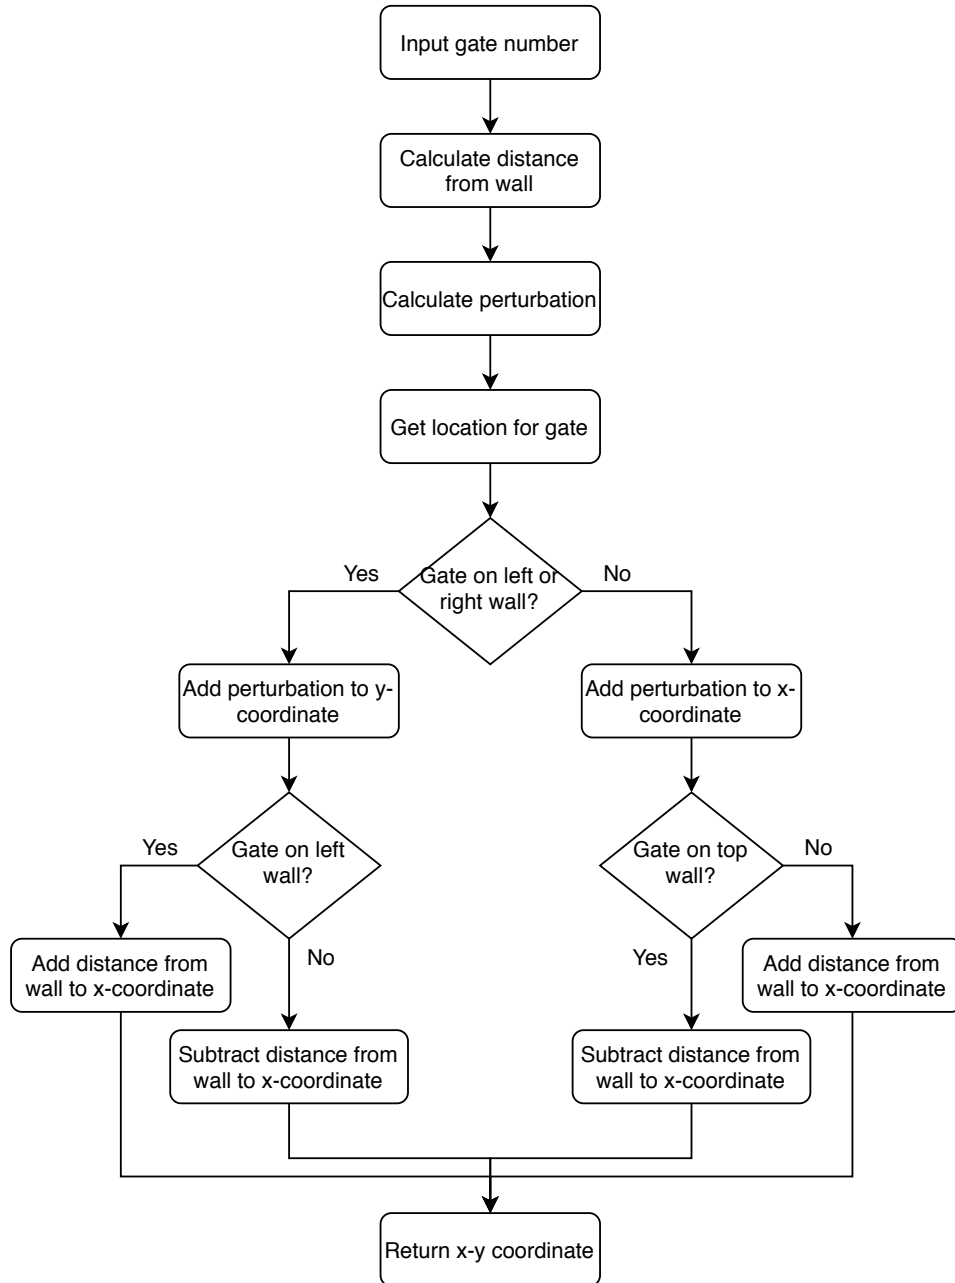 Input gate number
Calculate distance
from wall
Calculate perturbation
Get location for gate
Yes
Gate on left or
right wall?
No
Add perturbation to y-
coordinate
Add perturbation to x-
coordinate
Yes
Gate on left
wall?
Gate on top
wall?
No
Add distance from
wall to x-coordinate
No
Yes
Add distance from
wall to x-coordinate
Subtract distance from
wall to x-coordinate
Subtract distance from
wall to x-coordinate
Return x-y coordinate